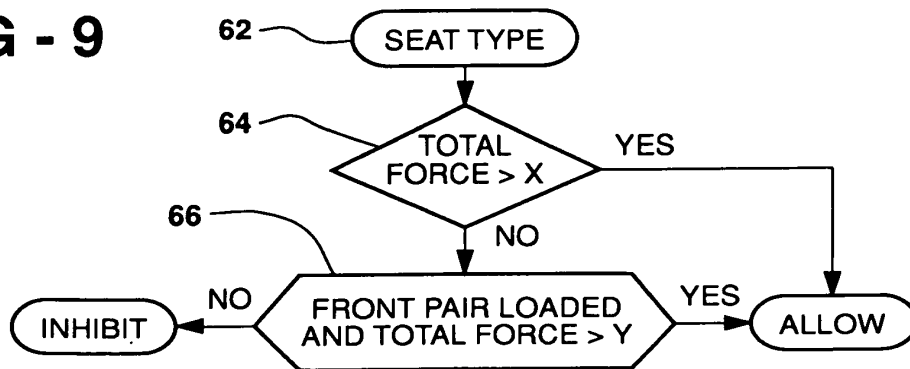 G - 9
62
SEAT TYPE
64
TOTAL
FORCE > X
YES
66
NO
NO
FRONT PAIR LOADED
AND TOTAL FORCE > Y
YES
INHIBIT
ALLOW